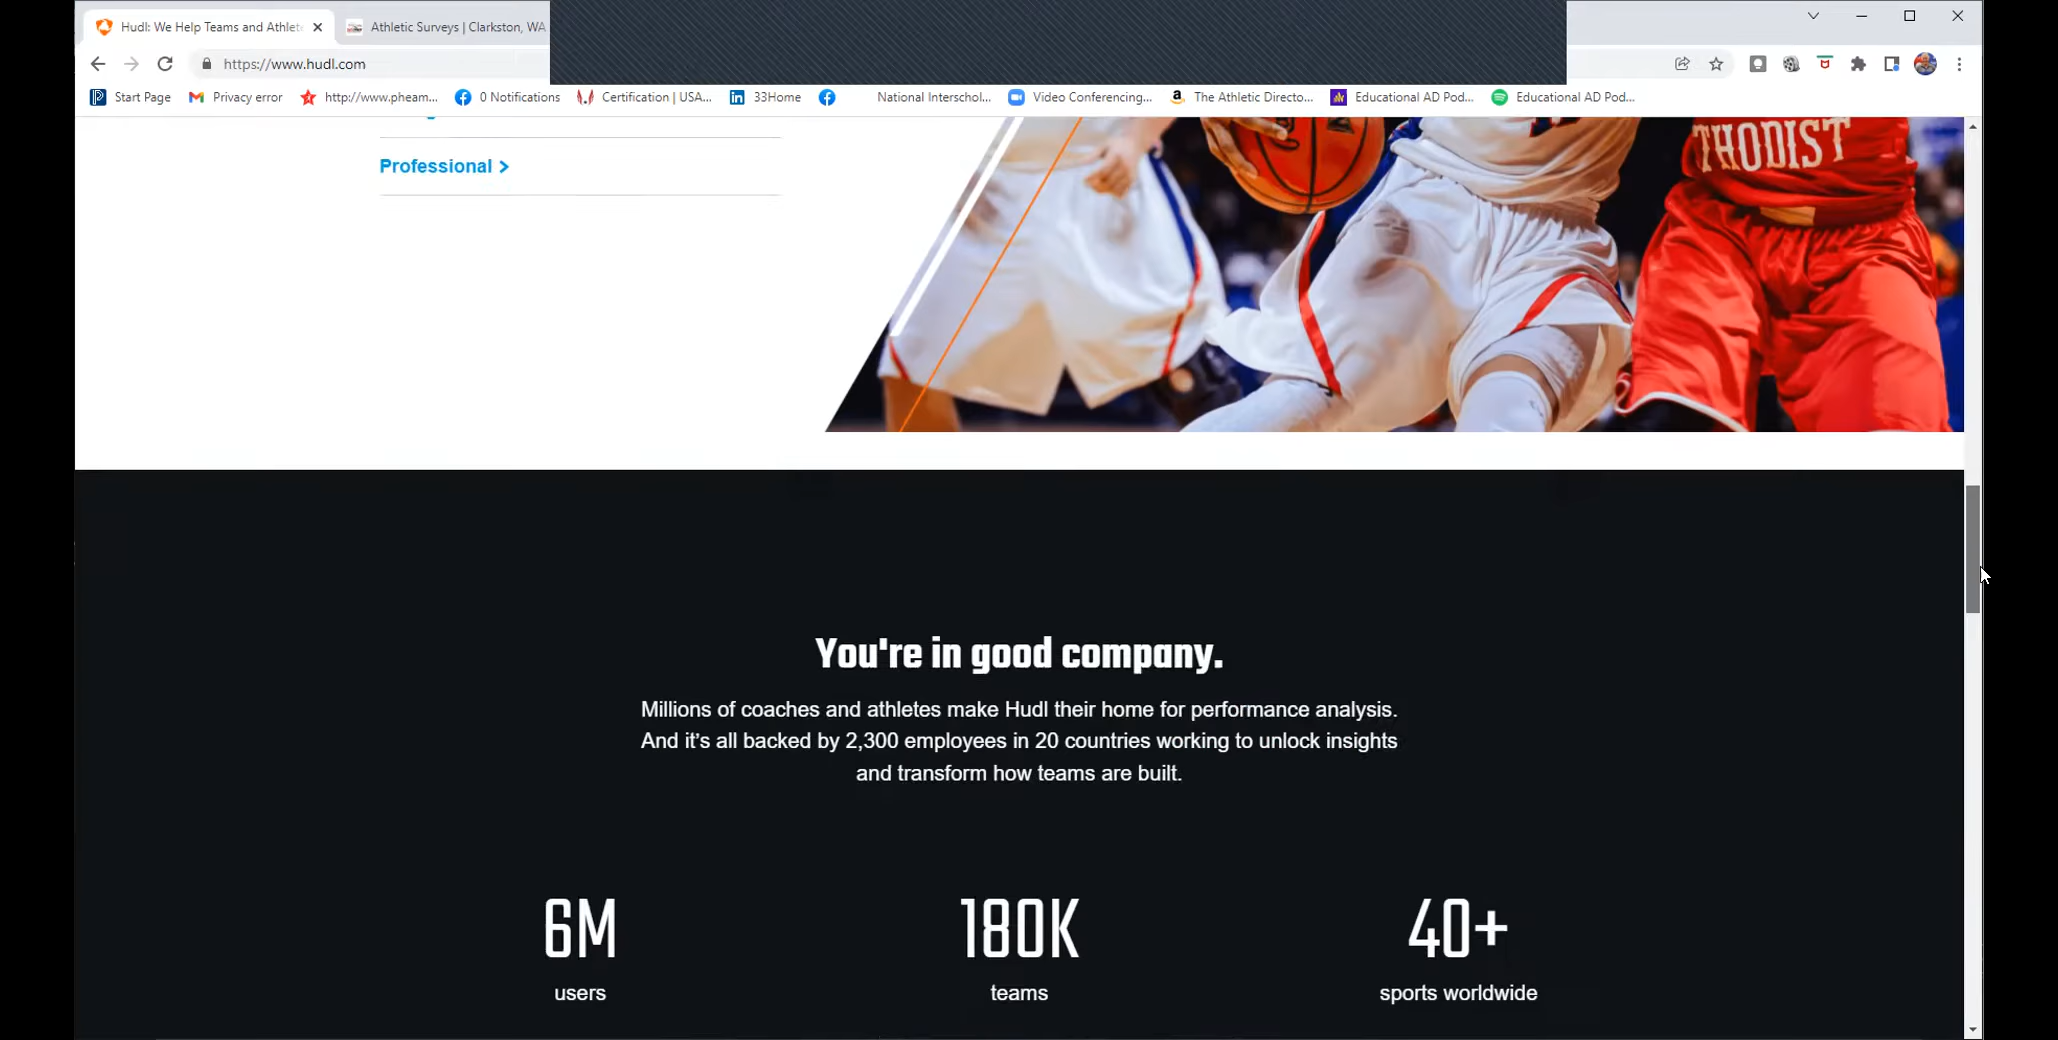 Hudl: We Help Teams and Athlete
Athletic Surveys | Clarkston, WA
https://www.hudl.com
Start Page
Privacy error
http://www.pheam...
0 Notifications
Certification | USA...
33Home
National Interschol...
Video Conferencing...
The Athletic Directo...
Educational AD Pod...
Educational AD Pod...
Professional >
THODIST
You're in good company.
Millions of coaches and athletes make Hudl their home for performance analysis.
And it's all backed by 2,300 employees in 20 countries working to unlock insights
and transform how teams are built.
6M
users
180K
teams
40+
sports worldwide